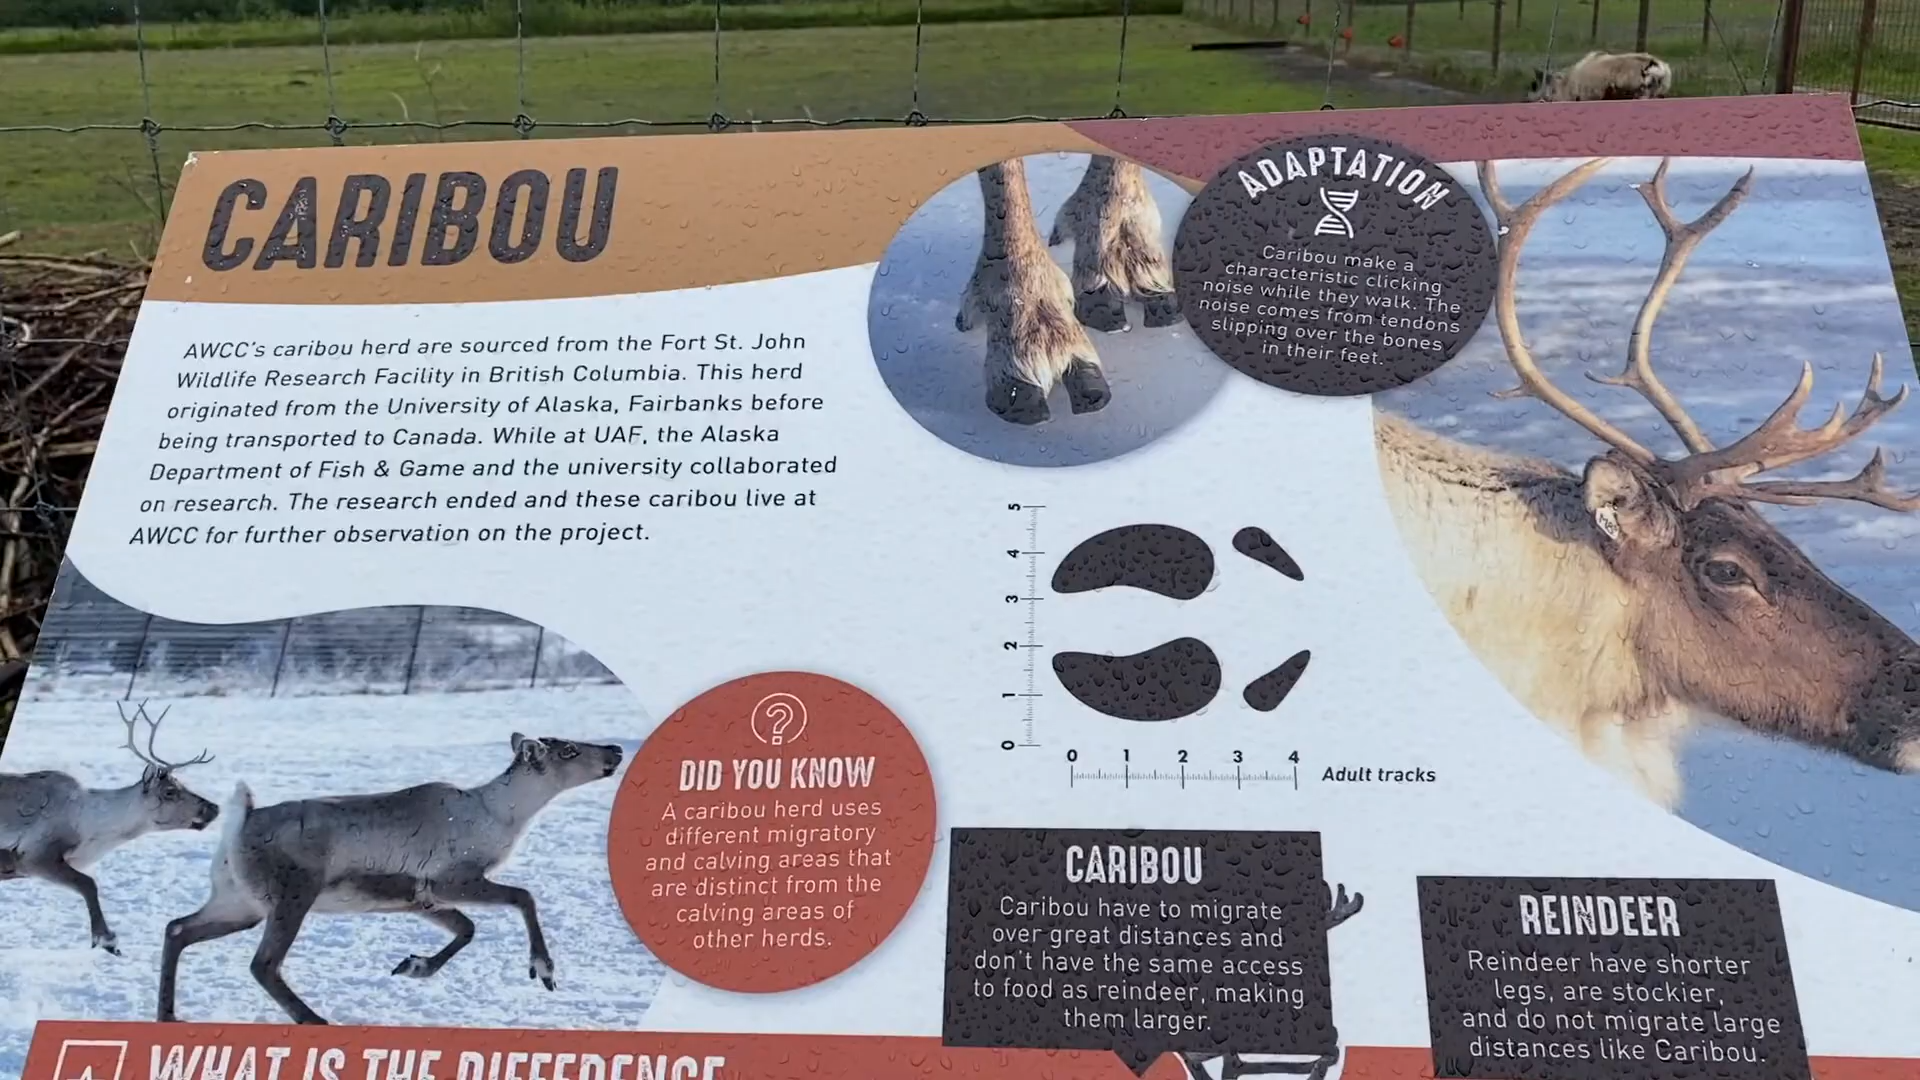 CARIBOU
AWCC's caribou herd are sourced from the Fort St. John
Wildlife Research Facility in British Columbia. This herd
originated from the University of Alaska, Fairbanks before
being transported to Canada. While at UAF, the Alaska
Department of Fish & Game and the university collaborated
on research. The research ended and these caribou live at
AWCC for further observation on the project.
ADAPTATION
Caribou make a
characteristic clicking
noise while they walk. The
noise comes from tendons
slipping over the bones
in their feet.
5
4
3
2
1
0
0 1 2 3 4
Adult tracks
DID YOU KNOW
A caribou herd uses
different migratory
and calving areas that
are distinct from the
calving areas of
other herds.
CARIBOU
Caribou have to migrate
over great distances and
don't have the same access
to food as reindeer, making
them larger.
REINDEER
Reindeer have shorter
legs, are stockier,
and do not migrate large
distances like Caribou.
WHAT IS THE DIFFERENCE